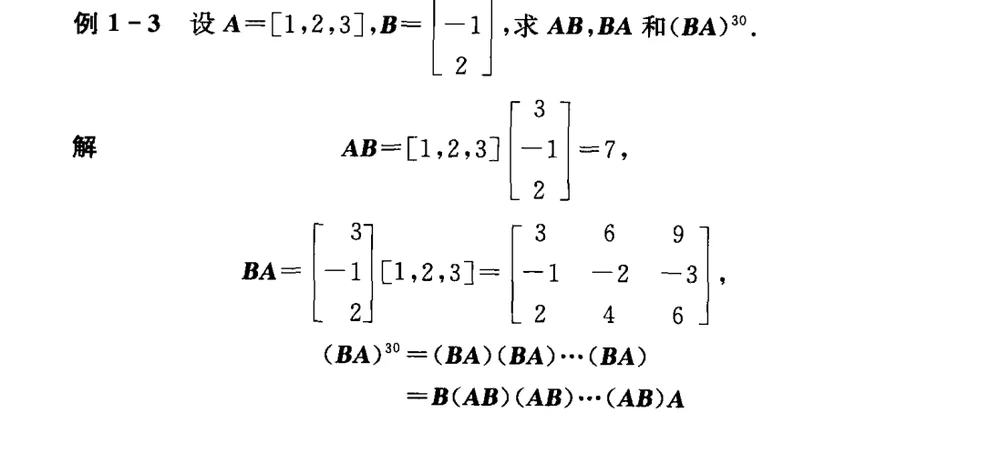 例 1-3 设 A=[1,2,3],B=[-1 2],求 AB,BA 和(BA)³⁰.
解 AB=[1,2,3][3 -1 2]=7,
BA=[3 -1 2][1,2,3]=[3 6 9 -1 -2 -3 2 4 6],
(BA)³⁰=(BA)(BA)⋯(BA)
=B(AB)(AB)⋯(AB)A